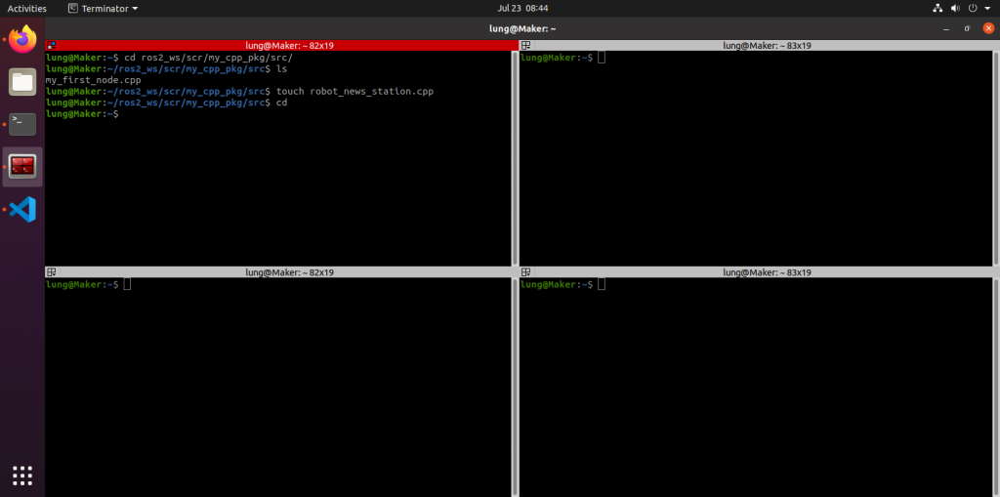 Activities
Terminator
Jul 23 08:44
lung@Maker: ~
lung@Maker: ~ 82x19
lung@Maker:~$ cd ros2_ws/scr/my_cpp_pkg/src/
lung@Maker:~/ros2_ws/scr/my_cpp_pkg/src$ ls
my_first_node.cpp
lung@Maker:~/ros2_ws/scr/my_cpp_pkg/src$ touch robot_news_station.cpp
lung@Maker:~/ros2_ws/scr/my_cpp_pkg/src$ cd
lung@Maker:~$
lung@Maker: ~ 83x19
lung@Maker:~$
lung@Maker: ~ 82x19
lung@Maker:~$
lung@Maker: ~ 83x19
lung@Maker:~$